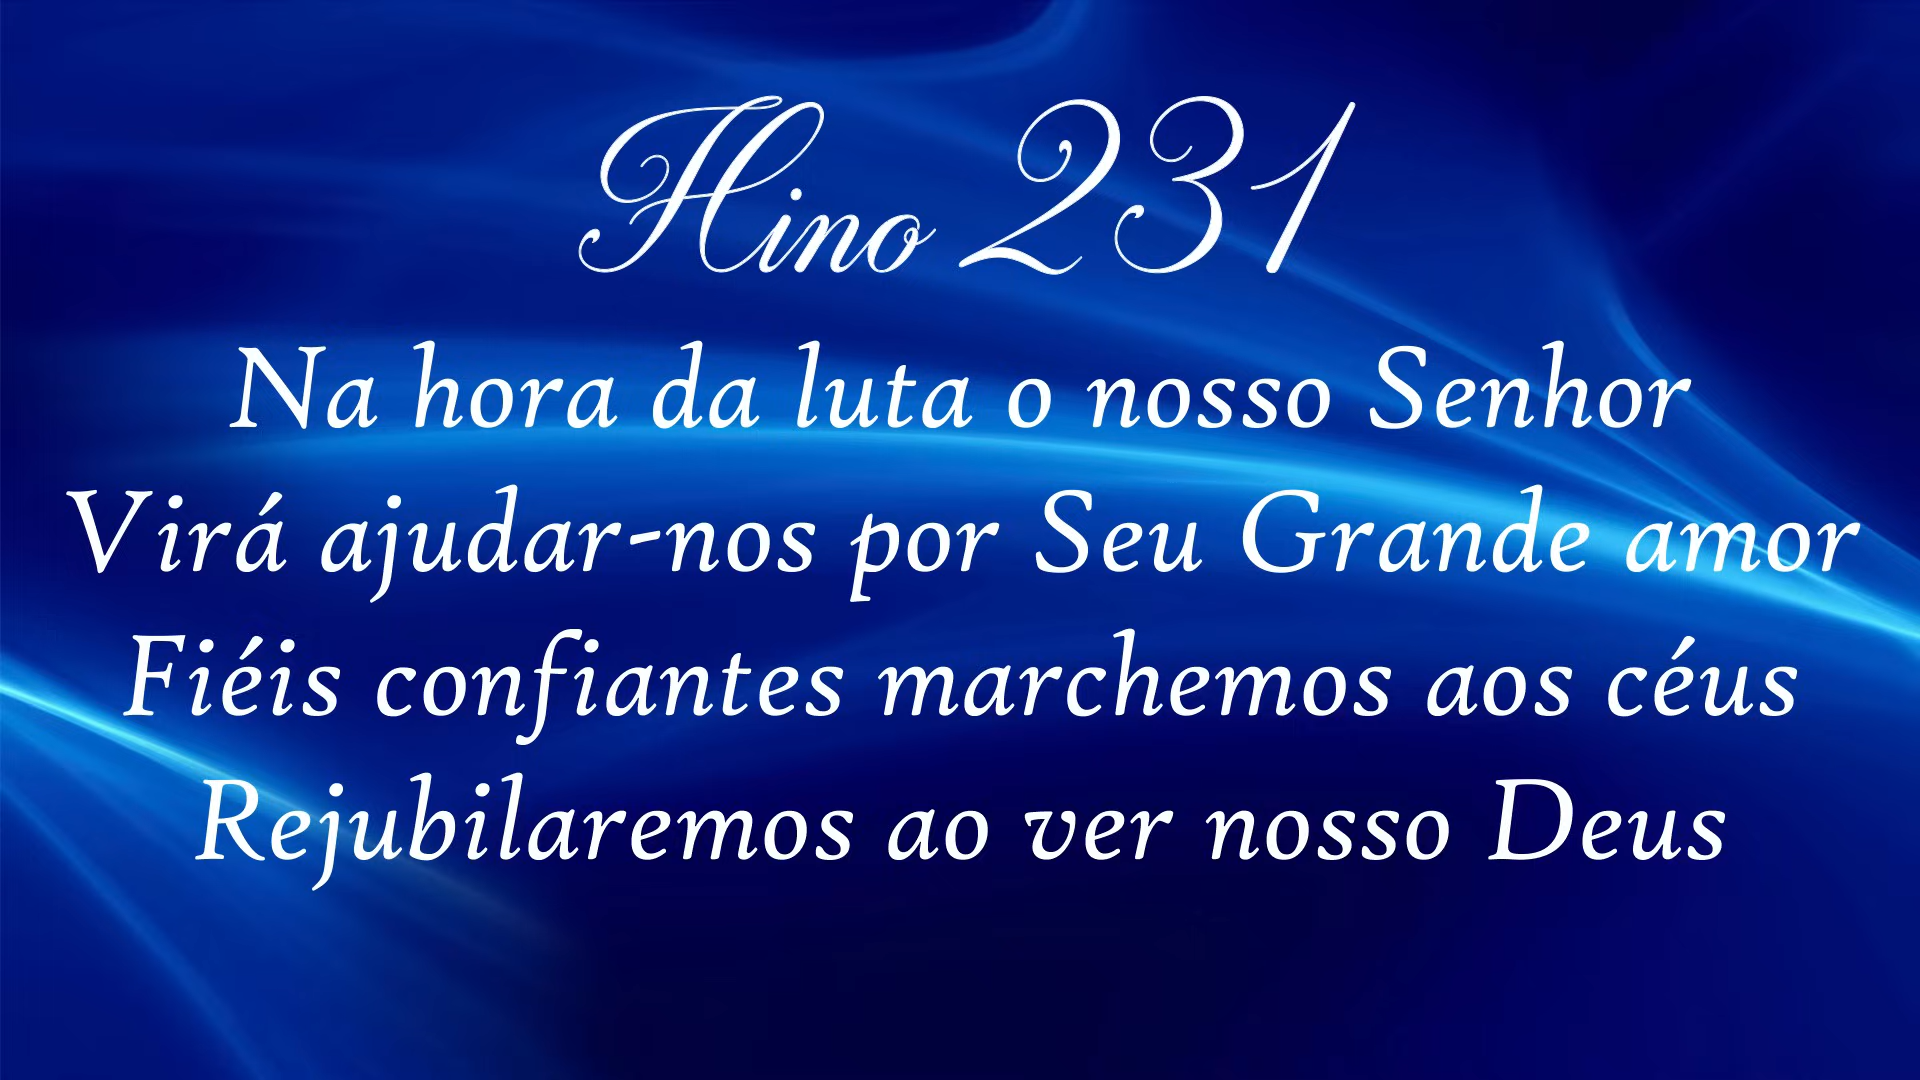 Hino 231
Na hora da luta o nosso Senhor
Virá ajudar-nos por Seu Grande amor
Fiéis confiantes marchemos aos céus
Rejubilaremos ao ver nosso Deus